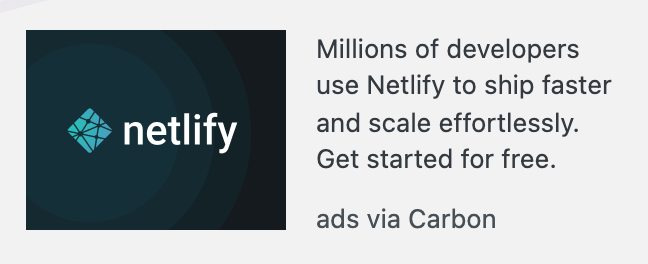 netlify
Millions of developers
use Netlify to ship faster
and scale effortlessly.
Get started for free.
ads via Carbon